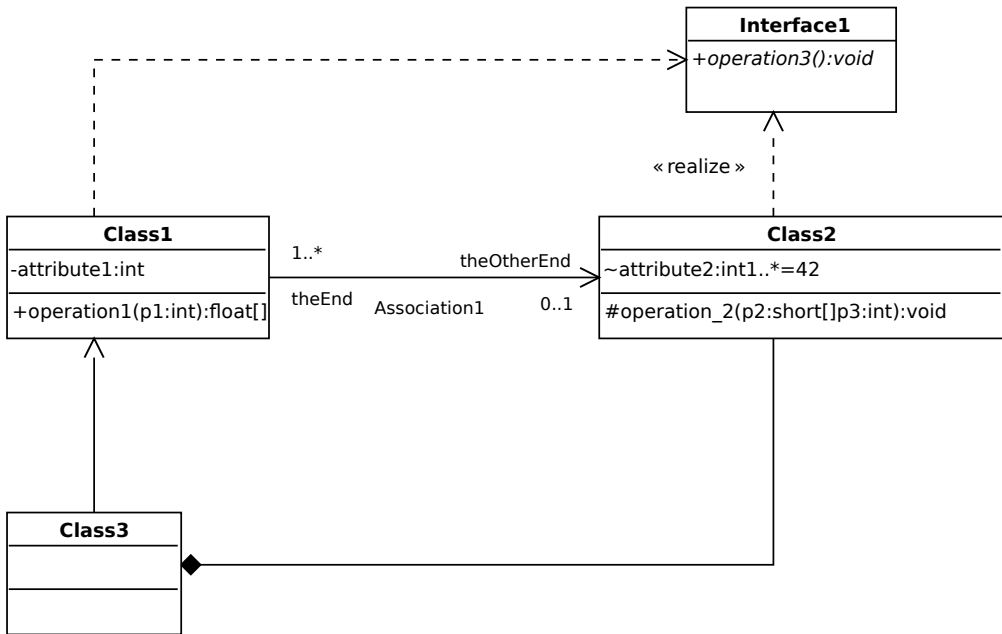 Interface1
+operation3():void
«realize»
Class1
-attribute1:int
+operation1(p1:int):float[]
1..*
theEnd
Association1
theOtherEnd
0..1
Class2
~attribute2:int1..*=42
#operation_2(p2:short[]p3:int):void
Class3